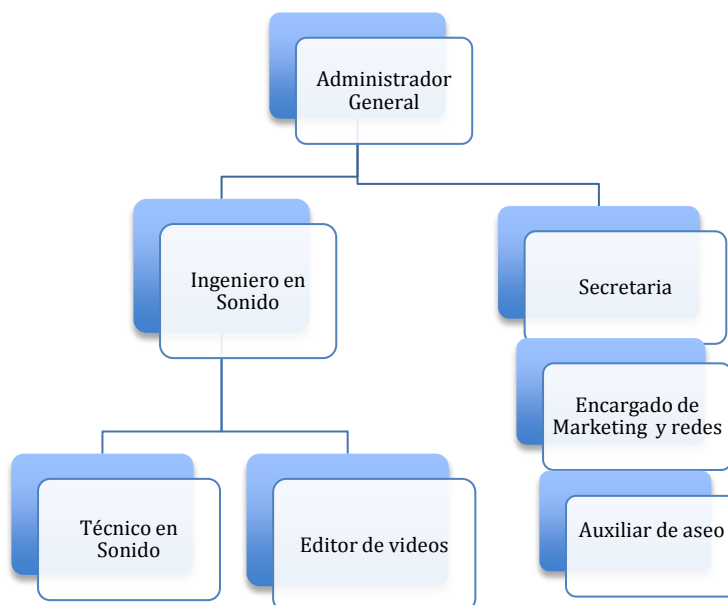 Administrador
General
Ingeniero en
Sonido
Secretaria
Encargado de
Marketing y redes
Técnico en
Sonido
Editor de videos
Auxiliar de aseo